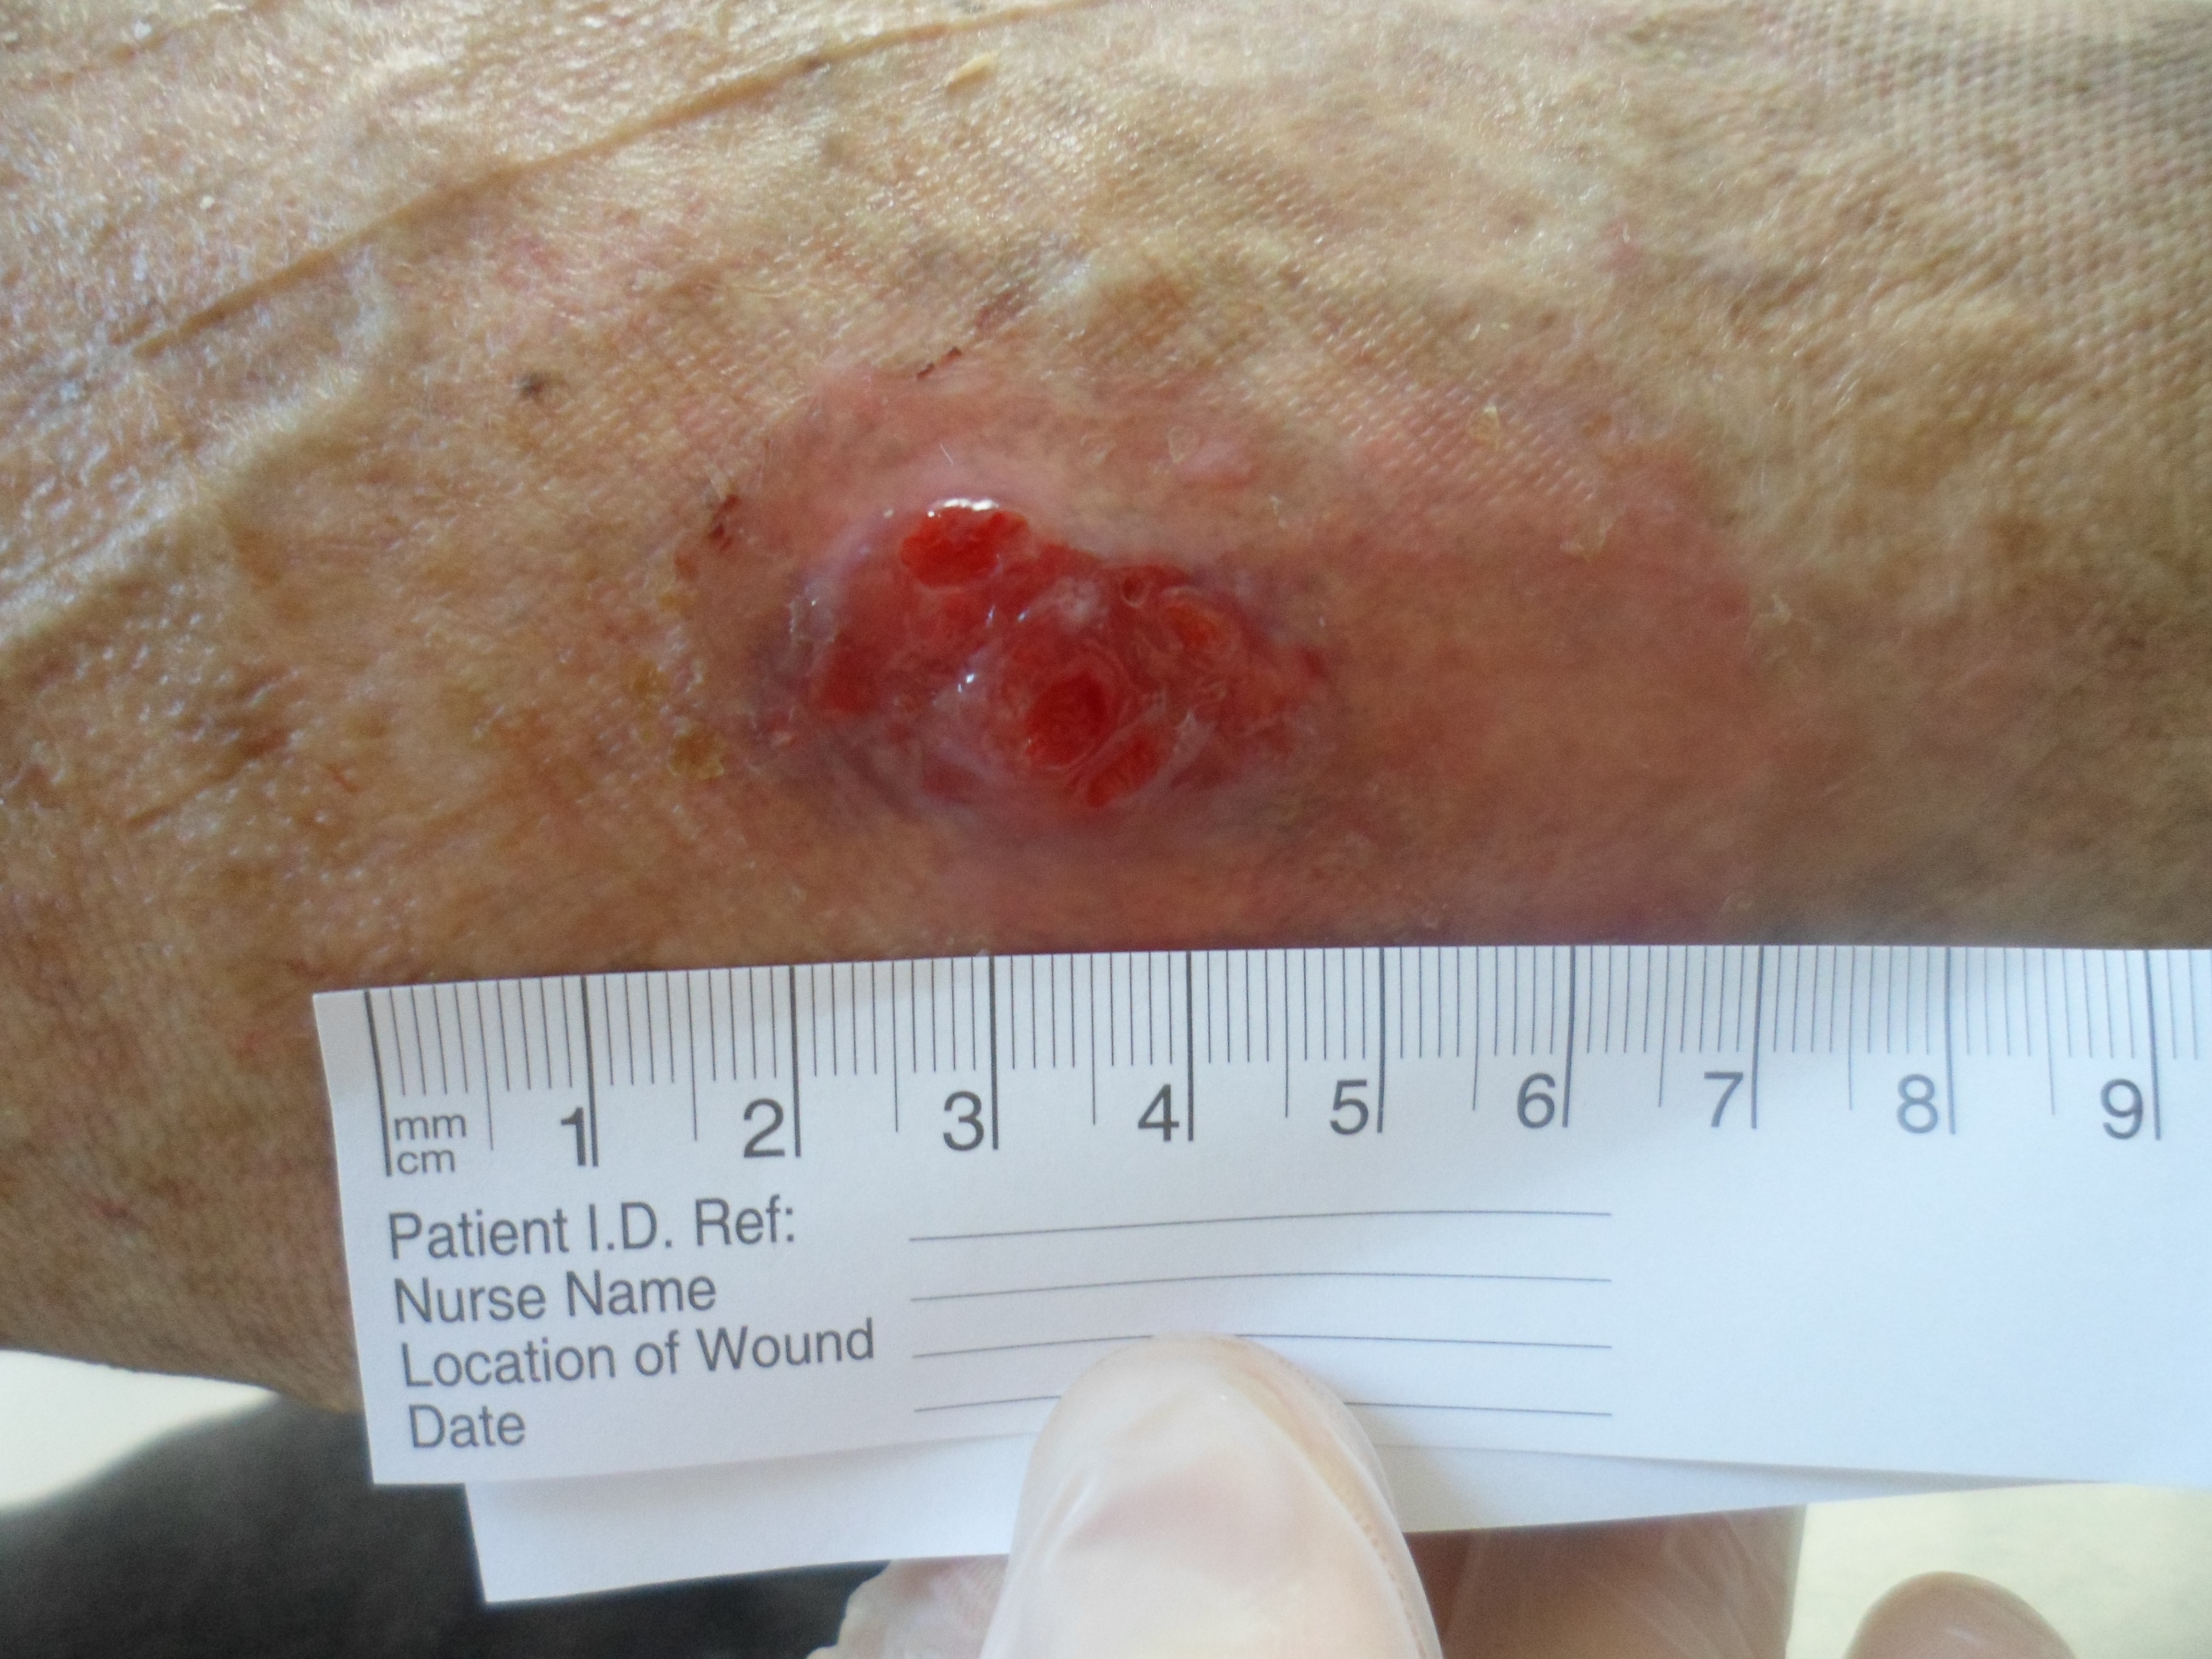 1 2 3 4 5 6 7 8 9
mm
cm
Patient I.D. Ref:
Nurse Name
Location of Wound
Date